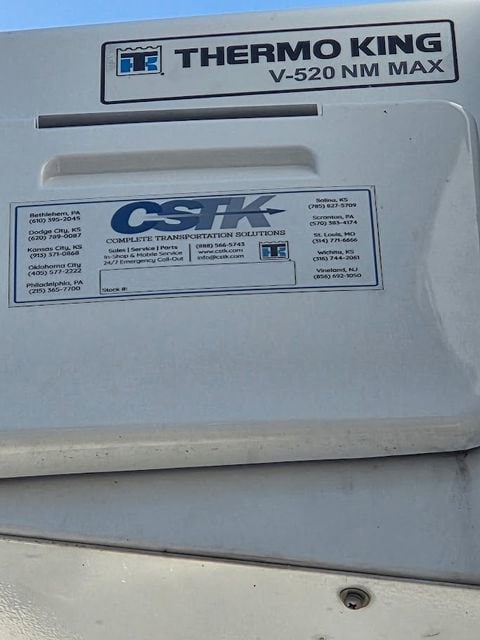 TK
THERMO KING
V-520 NM MAX
Bethlehem, PA
(610) 395-2045
Dodge City, KS
(620) 789-0087
Kansas City, KS
(913) 371-0868
Oklahoma City
(405) 577-2222
Philadelphia, PA
(215) 365-7700
CSTK
COMPLETE TRANSPORTATION SOLUTIONS
Sales | Service | Parts
In-Shop & Mobile Service
24/7 Emergency Call-Out
(888) 566-5743
www.cstk.com
info@cstk.com
TK
Stock #:
Salina, KS
(785) 827-5709
Scranton, PA
(570) 383-4174
St. Louis, MO
(314) 771-6666
Wichita, KS
(316) 744-2061
Vineland, NJ
(856) 692-1050